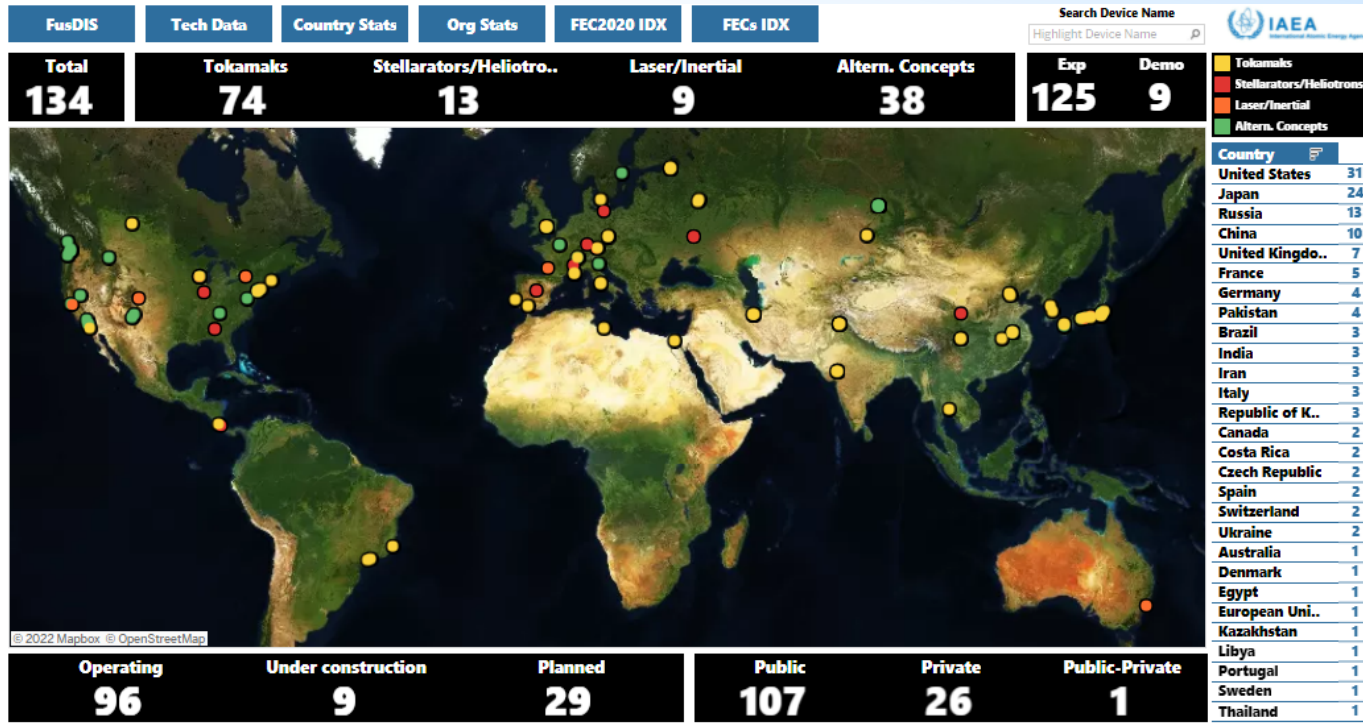 FusDIS
Tech Data
Country Stats
Org Stats
FEC2020 IDX
FECs IDX
Search Device Name
Highlight Device Name
IAEA
International Atomic Energy Agen
Total
134
Tokamaks
74
Stellarators/Heliotro..
13
Laser/Inertial
9
Altern. Concepts
38
Exp
125
Demo
9
Tokamaks
Stellarators/Heliotrons
Laser/Inertial
Altern. Concepts
Country
United States 31
Japan 24
Russia 13
China 10
United Kingdo.. 7
France 5
Germany 4
Pakistan 4
Brazil 3
India 3
Iran 3
Italy 3
Republic of K.. 3
Canada 2
Costa Rica 2
Czech Republic 2
Spain 2
Switzerland 2
Ukraine 2
Australia 1
Denmark 1
Egypt 1
European Uni.. 1
Kazakhstan 1
Libya 1
Portugal 1
Sweden 1
Thailand 1
© 2022 Mapbox © OpenStreetMap
Operating
96
Under construction
9
Planned
29
Public
107
Private
26
Public-Private
1